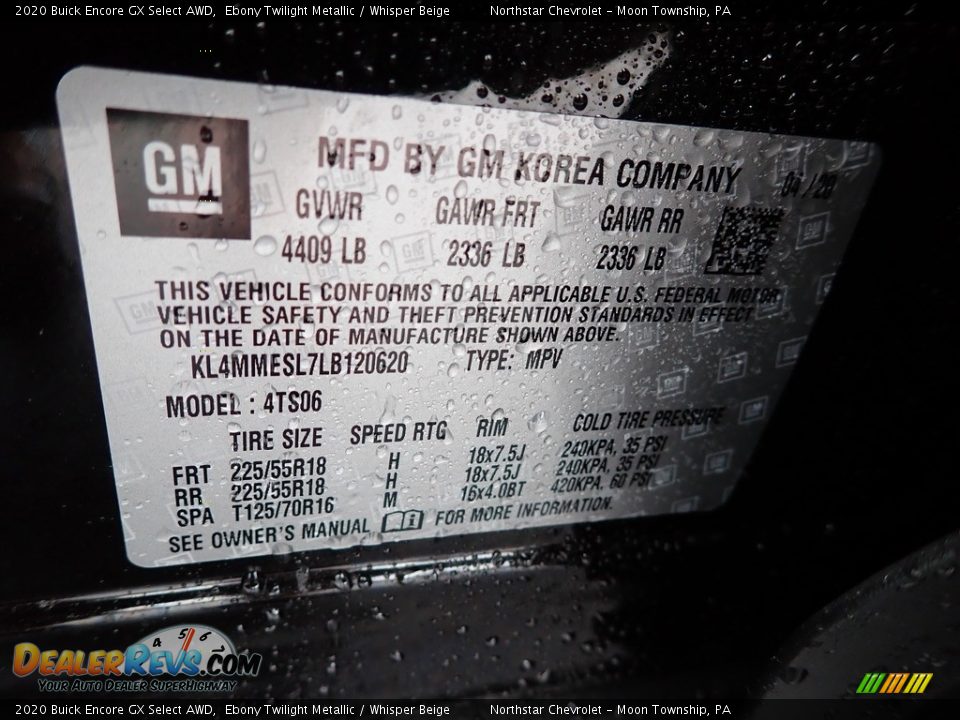 2020 Buick Encore GX Select AWD, Ebony Twilight Metallic / Whisper Beige Northstar Chevrolet - Moon Township, PA
GM
MFD BY GM KOREA COMPANY 04/20
GVWR GAWR FRT GAWR RR
4409 LB 2336 LB 2336 LB
THIS VEHICLE CONFORMS TO ALL APPLICABLE U.S. FEDERAL MOTOR
VEHICLE SAFETY AND THEFT PREVENTION STANDARDS IN EFFECT
ON THE DATE OF MANUFACTURE SHOWN ABOVE.
KL4MMESL7LB120620 TYPE: MPV
MODEL : 4TS06
TIRE SIZE SPEED RTG RIM COLD TIRE PRESSURE
FRT 225/55R18 H 18x7.5J 240KPA, 35 PSI
RR 225/55R18 H 18x7.5J 240KPA, 35 PSI
SPA T125/70R16 M 16x4.0BT 420KPA, 60 PSI
SEE OWNER'S MANUAL FOR MORE INFORMATION.
4 5 6
DEALERREVS.COM
YOUR AUTO DEALER SUPERHIGHWAY
2020 Buick Encore GX Select AWD, Ebony Twilight Metallic / Whisper Beige Northstar Chevrolet - Moon Township, PA